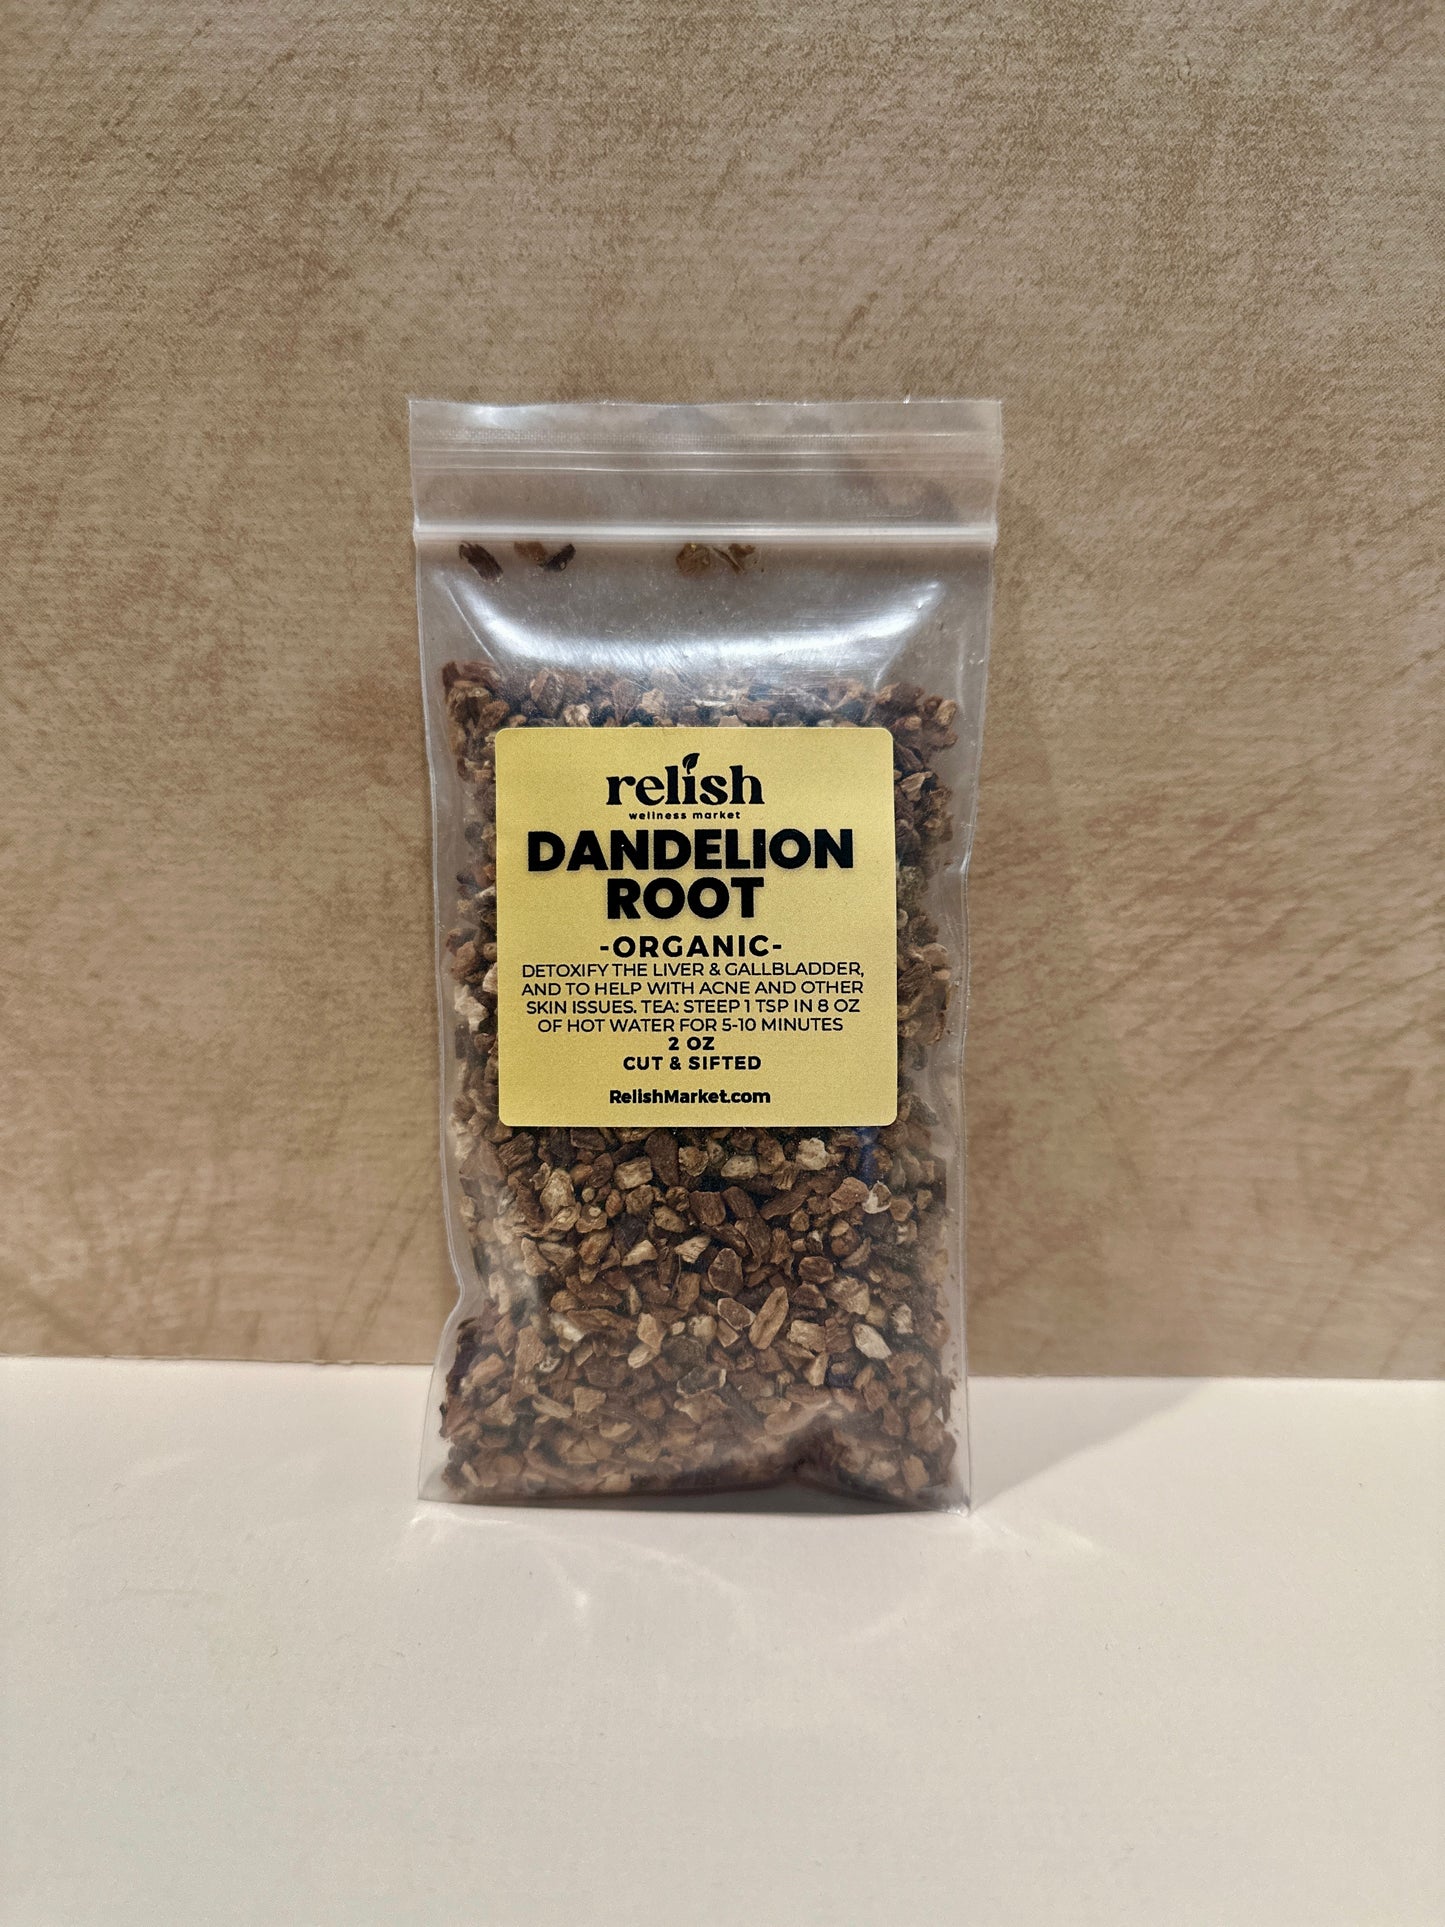 relish
wellness market
DANDELION
ROOT
-ORGANIC-
DETOXIFY THE LIVER & GALLBLADDER,
AND TO HELP WITH ACNE AND OTHER
SKIN ISSUES. TEA: STEEP 1 TSP IN 8 OZ
OF HOT WATER FOR 5-10 MINUTES
2 OZ
CUT & SIFTED
RelishMarket.com